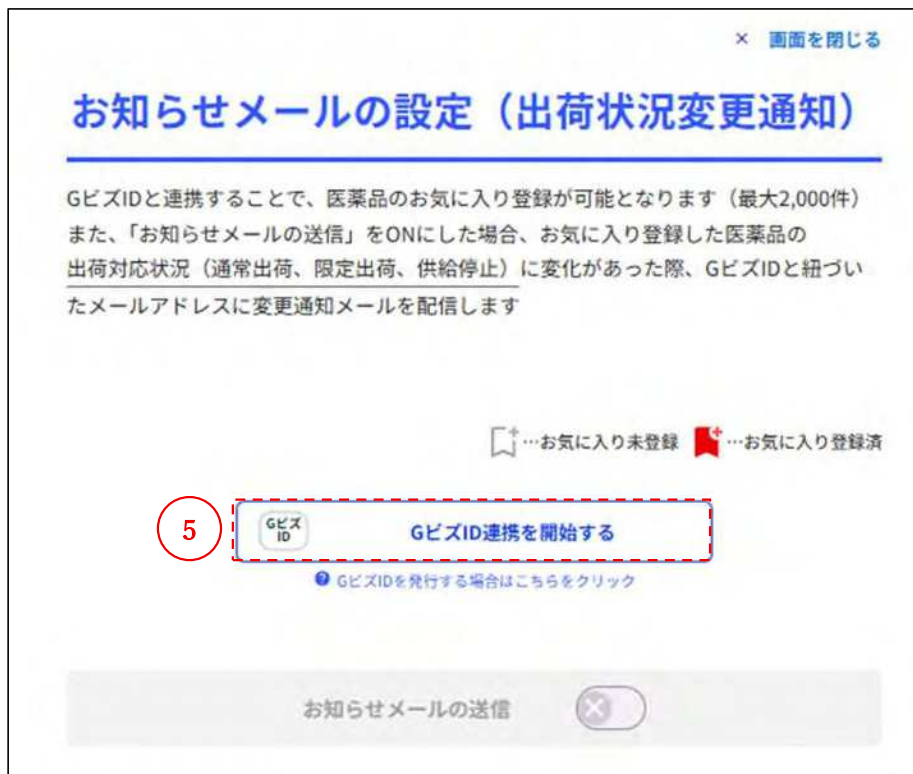 × 画面を閉じる
お知らせメールの設定（出荷状況変更通知）
GビズIDと連携することで、医薬品のお気に入り登録が可能となります（最大2,000件）
また、「お知らせメールの送信」をONにした場合、お気に入り登録した医薬品の
出荷対応状況（通常出荷、限定出荷、供給停止）に変化があった際、GビズIDと紐づい
たメールアドレスに変更通知メールを配信します
…お気に入り未登録 …お気に入り登録済
5
Gビズ
ID
GビズID連携を開始する
? GビズIDを発行する場合はこちらをクリック
お知らせメールの送信